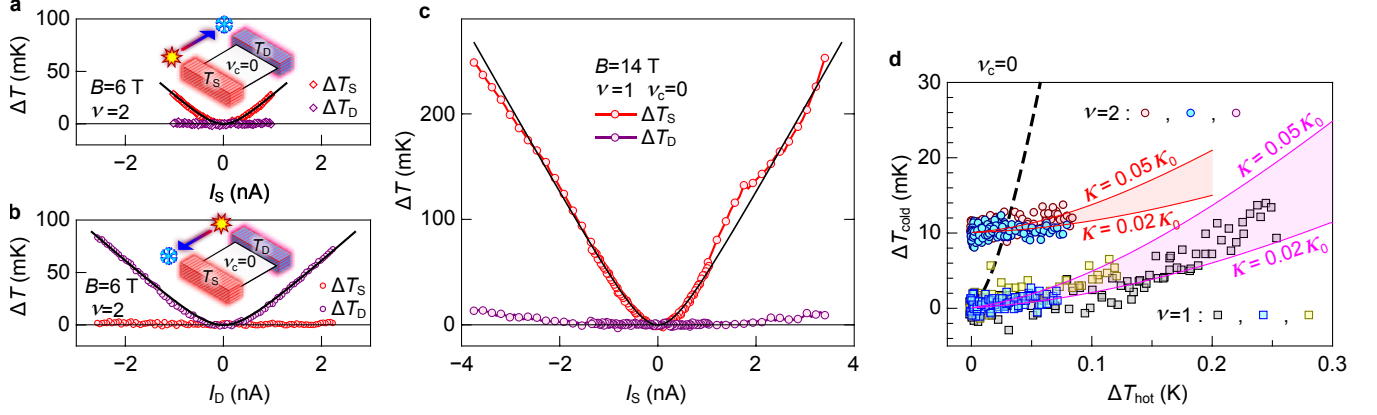 a
100
50
0
ΔT (mK)
B=6 T
ν=2
T_D
T_S
ν_c=0
ΔT_S
ΔT_D
−2
0
2
I_S (nA)
b
100
50
0
ΔT (mK)
B=6 T
ν=2
T_D
T_S
ν_c=0
ΔT_S
ΔT_D
−2
0
2
I_D (nA)
c
200
100
0
ΔT (mK)
B=14 T
ν=1 ν_c=0
ΔT_S
ΔT_D
−4
−2
0
2
4
I_S (nA)
d
ν_c=0
30
20
10
0
ΔT_cold (mK)
ν=2 : , ,
κ = 0.05 κ_0
κ = 0.02 κ_0
κ = 0.05 κ_0
κ = 0.02 κ_0
ν=1 : , ,
0
0.1
0.2
0.3
ΔT_hot (K)